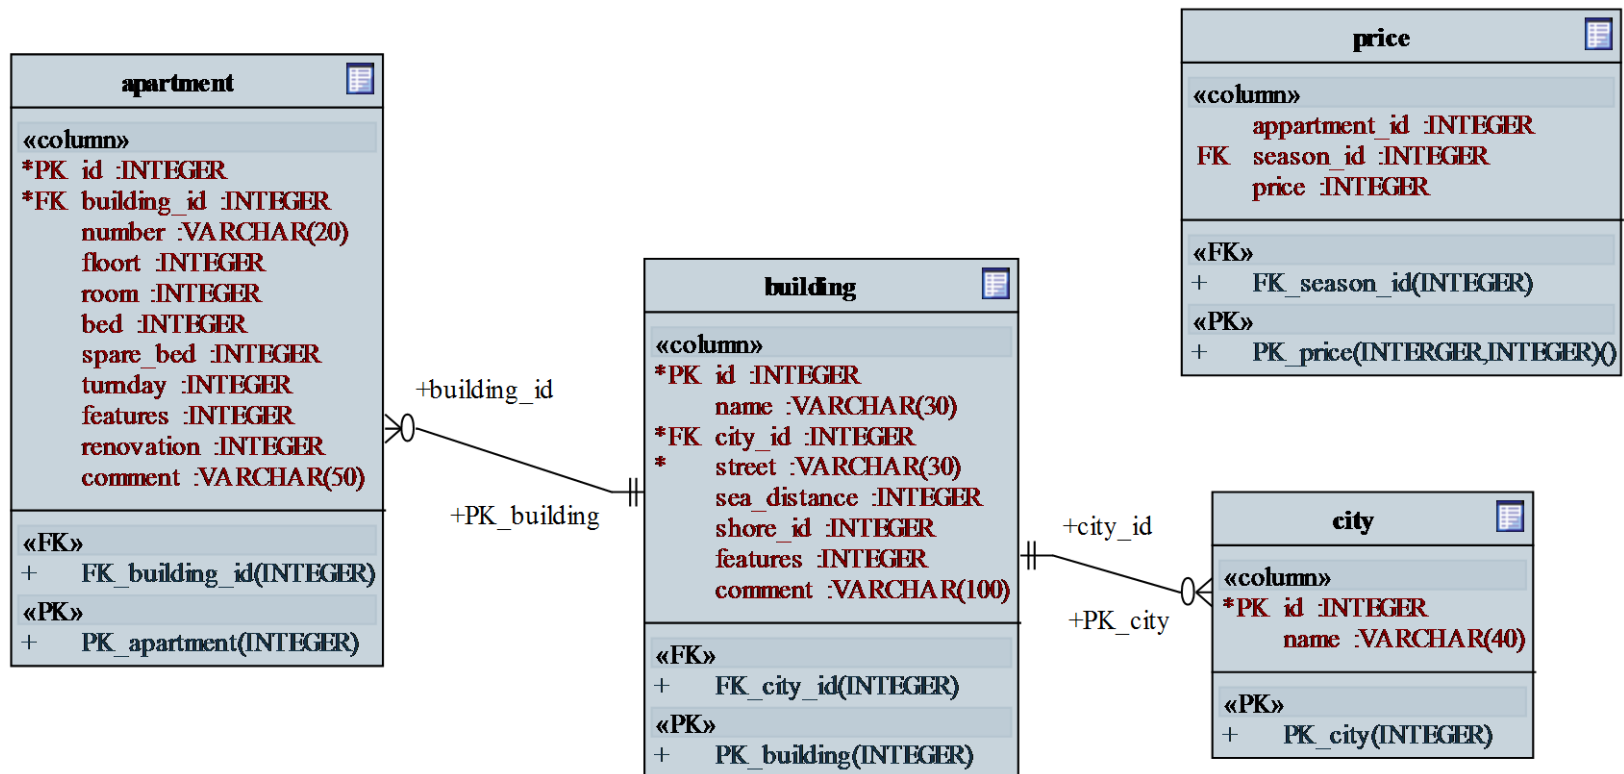 apartment
«column»
*PK id :INTEGER
*FK building_id :INTEGER
number :VARCHAR(20)
floort :INTEGER
room :INTEGER
bed :INTEGER
spare_bed :INTEGER
turnday :INTEGER
features :INTEGER
renovation :INTEGER
comment :VARCHAR(50)
«FK»
+ FK_building_id(INTEGER)
«PK»
+ PK_apartment(INTEGER)
+building_id
+PK_building
building
«column»
*PK id :INTEGER
name :VARCHAR(30)
*FK city_id :INTEGER
* street :VARCHAR(30)
sea_distance :INTEGER
shore_id :INTEGER
features :INTEGER
comment :VARCHAR(100)
«FK»
+ FK_city_id(INTEGER)
«PK»
+ PK_building(INTEGER)
+city_id
+PK_city
price
«column»
appartment_id :INTEGER
FK season_id :INTEGER
price :INTEGER
«FK»
+ FK_season_id(INTEGER)
«PK»
+ PK_price(INTERGER,INTEGER)()
city
«column»
*PK id :INTEGER
name :VARCHAR(40)
«PK»
+ PK_city(INTEGER)